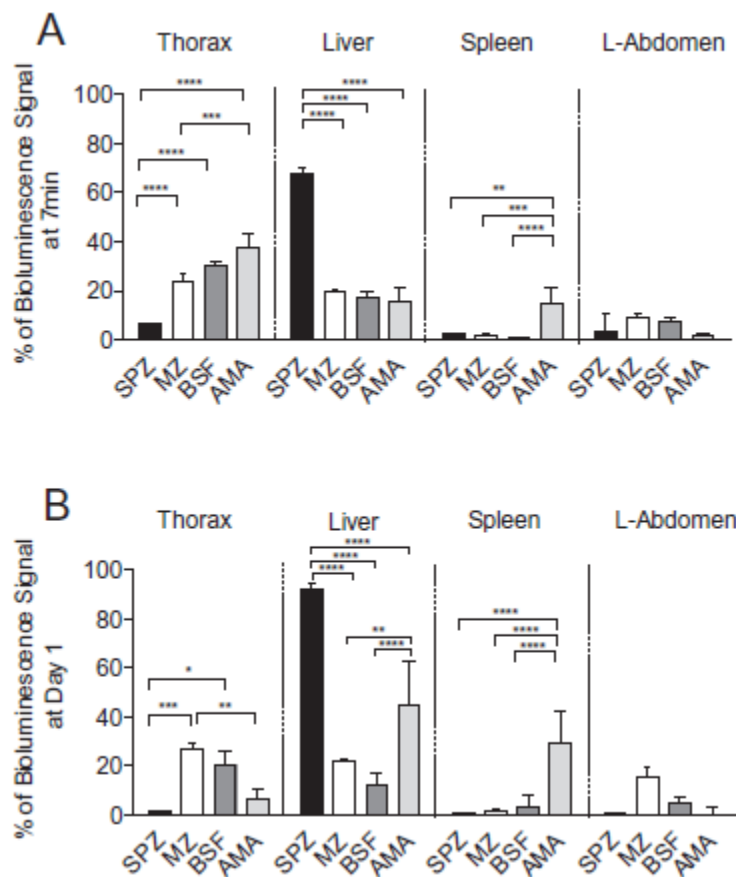 A
Thorax Liver Spleen L-Abdomen
% of Bioluminescence Signal
at 7min
100
80
60
40
20
0
**** **** ** 
*** **** ***
**** **** ****
****
SPZ MZ BSF AMA SPZ MZ BSF AMA SPZ MZ BSF AMA SPZ MZ BSF AMA
B
Thorax Liver Spleen L-Abdomen
% of Bioluminescence Signal
at Day 1
100
80
60
40
20
0
****
****
**** ****
** ****
**** ****
*
*** **
SPZ MZ BSF AMA SPZ MZ BSF AMA SPZ MZ BSF AMA SPZ MZ BSF AMA